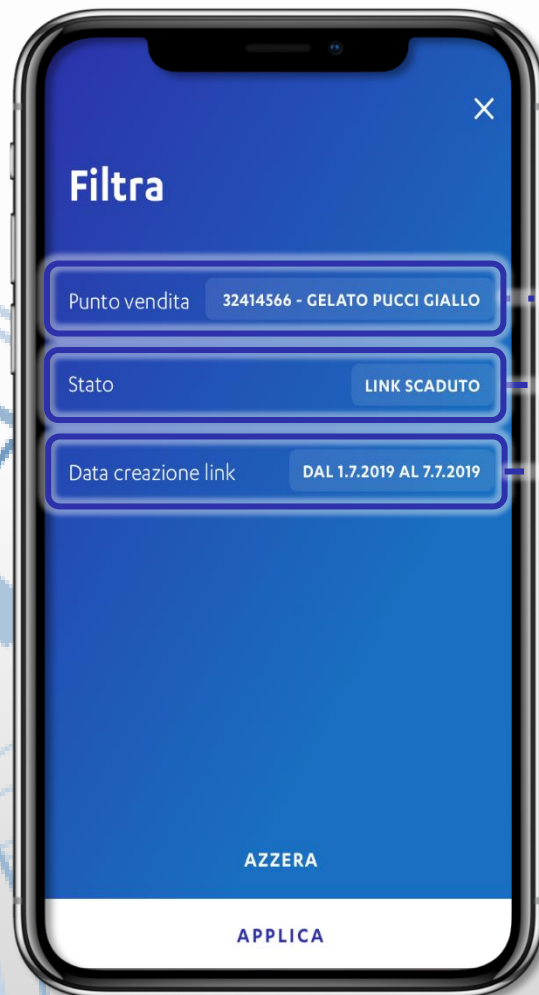 Filtra
Punto vendita 32414566 - GELATO PUCCI GIALLO
Stato LINK SCADUTO
Data creazione link DAL 1.7.2019 AL 7.7.2019
AZZERA
APPLICA